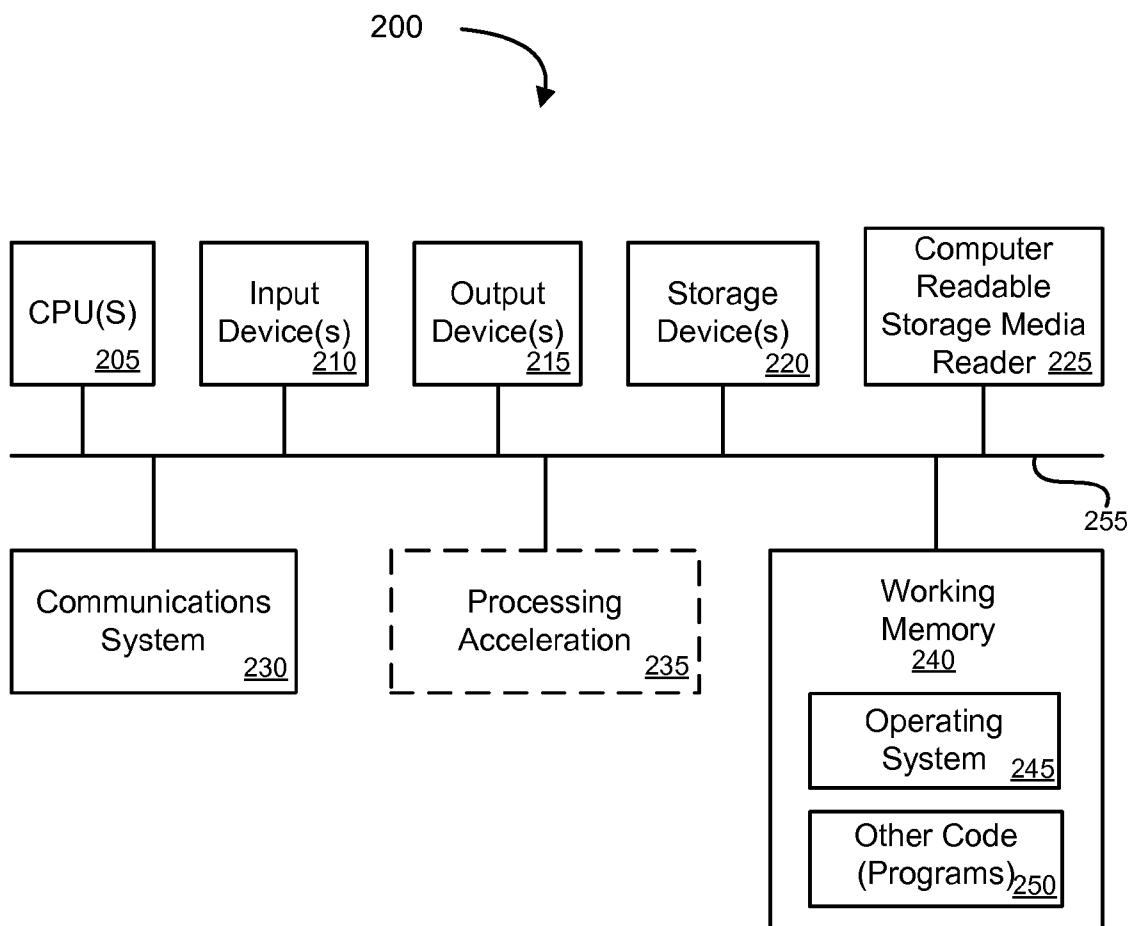 200
CPU(S)
205
Input
Device(s)
210
Output
Device(s)
215
Storage
Device(s)
220
Computer
Readable
Storage Media
Reader 225
255
Communications
System
230
Processing
Acceleration
235
Working
Memory
240
Operating
System
245
Other Code
(Programs)
250